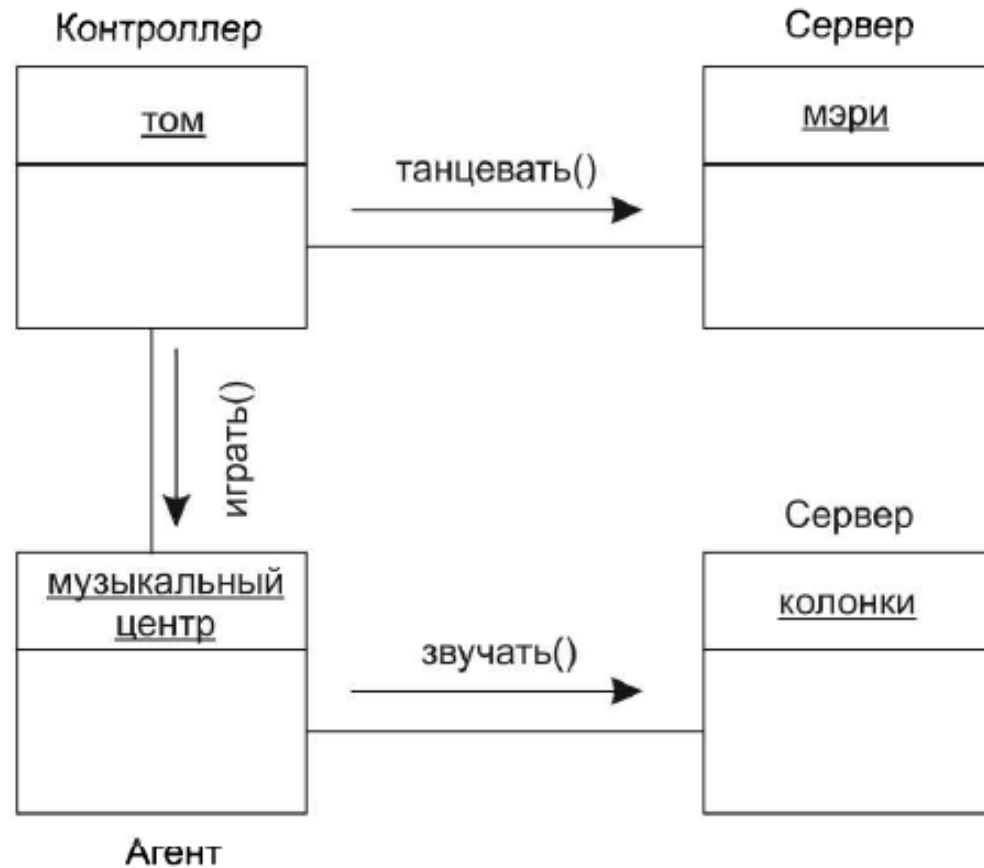 Контроллер
Сервер
том
мэри
танцевать()
играть()
Сервер
музыкальный
центр
колонки
звучать()
Агент